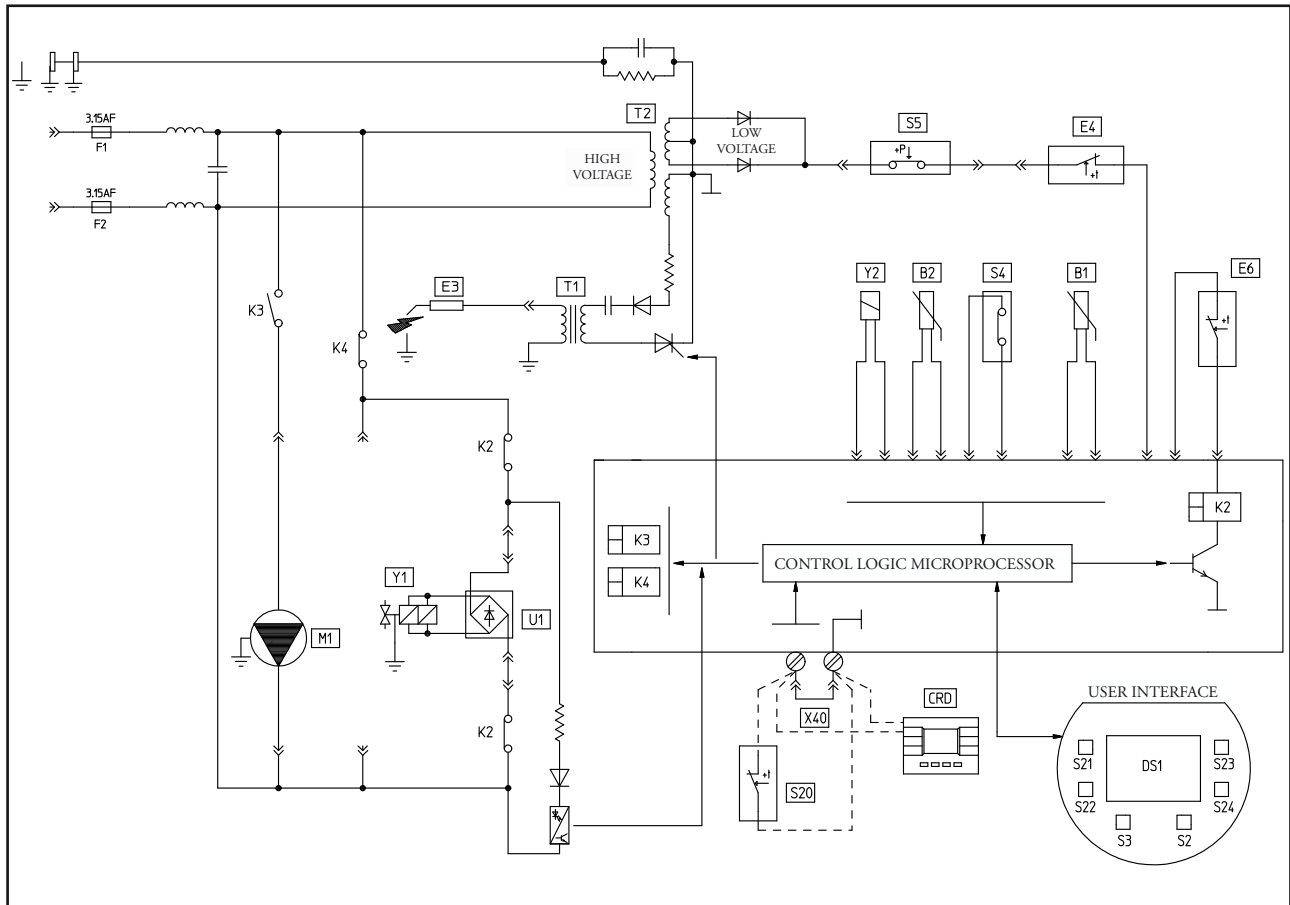 3.15AF
F1
3.15AF
F2
T2
HIGH
VOLTAGE
LOW
VOLTAGE
S5
+P
E4
+t
E3
T1
K3
K4
Y2
B2
S4
B1
E6
+t
K2
K2
K3
K4
CONTROL LOGIC MICROPROCESSOR
Y1
U1
M1
K2
X40
CRD
+t
S20
USER INTERFACE
S21
DS1
S23
S22
S24
S3
S2